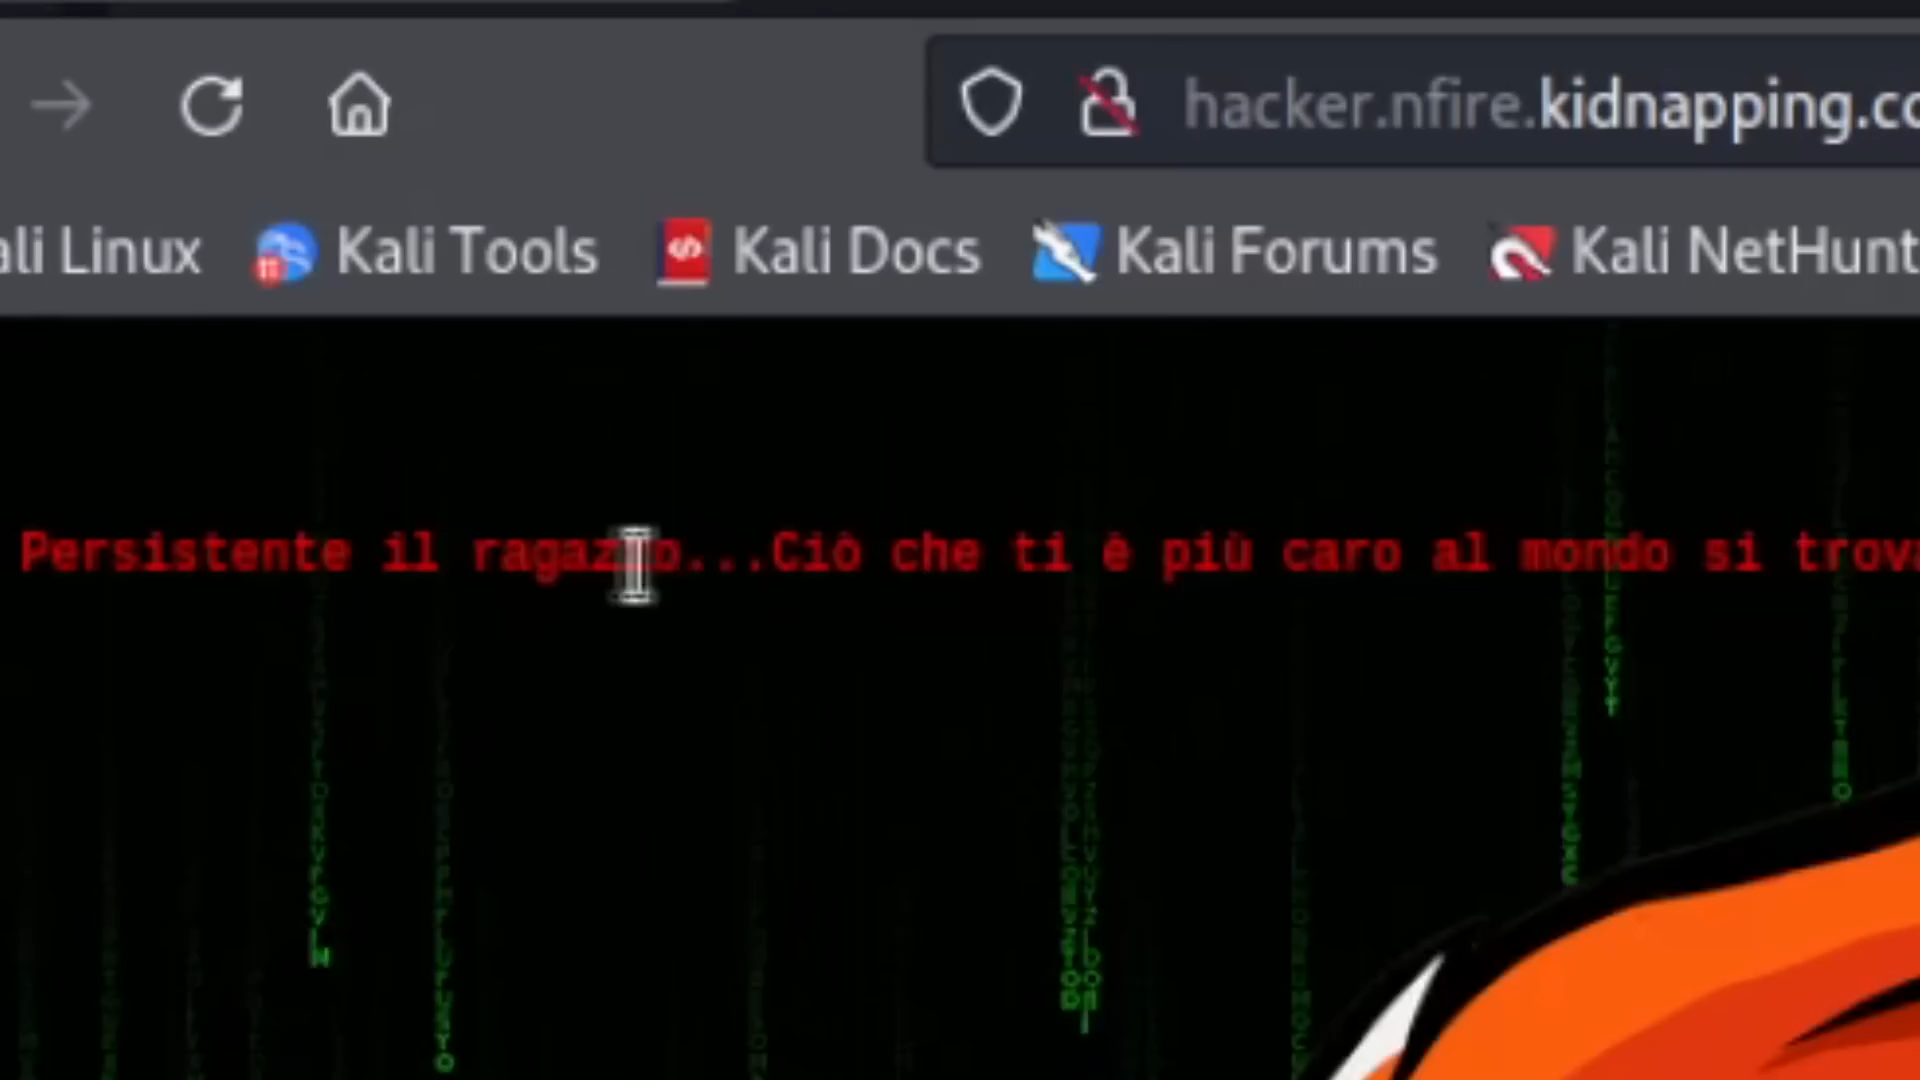 hacker.nfire.kidnapping.co
ali Linux Kali Tools Kali Docs Kali Forums Kali NetHunt
Persistente il ragazzo...Ciò che ti è più caro al mondo si trova